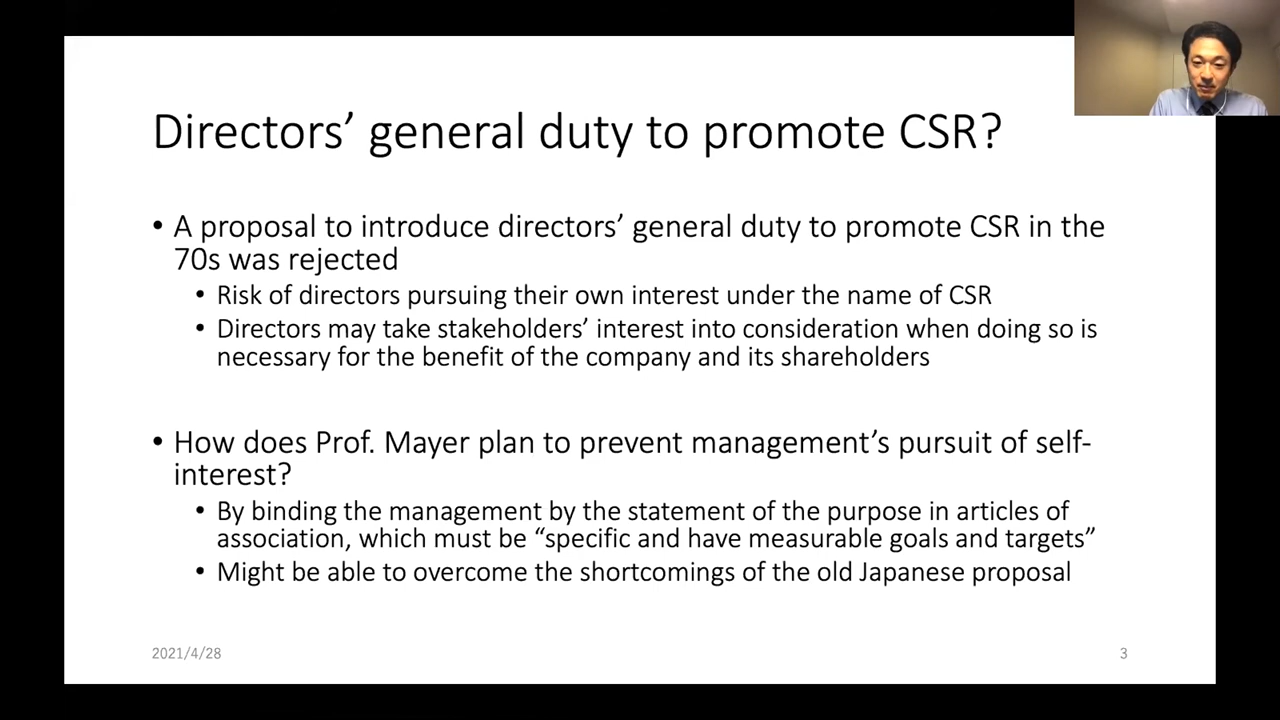 Directors’ general duty to promote CSR?
• A proposal to introduce directors’ general duty to promote CSR in the
70s was rejected
• Risk of directors pursuing their own interest under the name of CSR
• Directors may take stakeholders’ interest into consideration when doing so is
necessary for the benefit of the company and its shareholders
• How does Prof. Mayer plan to prevent management’s pursuit of self-
interest?
• By binding the management by the statement of the purpose in articles of
association, which must be “specific and have measurable goals and targets”
• Might be able to overcome the shortcomings of the old Japanese proposal
2021/4/28
3